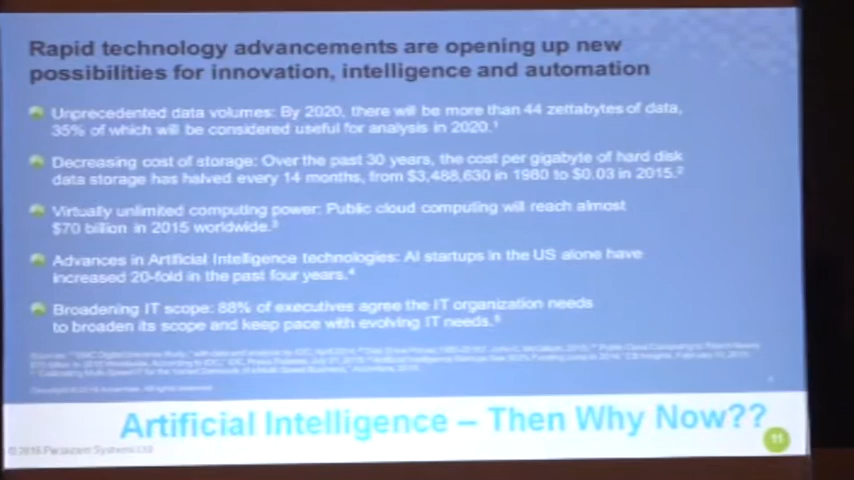 Rapid technology advancements are opening up new
possibilities for innovation, intelligence and automation
Unprecedented data volumes: By 2020, there will be more than 44 zettabytes of data,
35% of which will be considered useful for analysis in 2020.¹
Decreasing cost of storage: Over the past 30 years, the cost per gigabyte of hard disk
data storage has halved every 14 months, from $3,488,630 in 1980 to $0.03 in 2015.²
Virtually unlimited computing power: Public cloud computing will reach almost
$70 billion in 2015 worldwide.³
Advances in Artificial Intelligence technologies: AI startups in the US alone have
increased 20-fold in the past four years.⁴
Broadening IT scope: 88% of executives agree the IT organization needs
to broaden its scope and keep pace with evolving IT needs.⁵
Artificial Intelligence – Then Why Now??
11